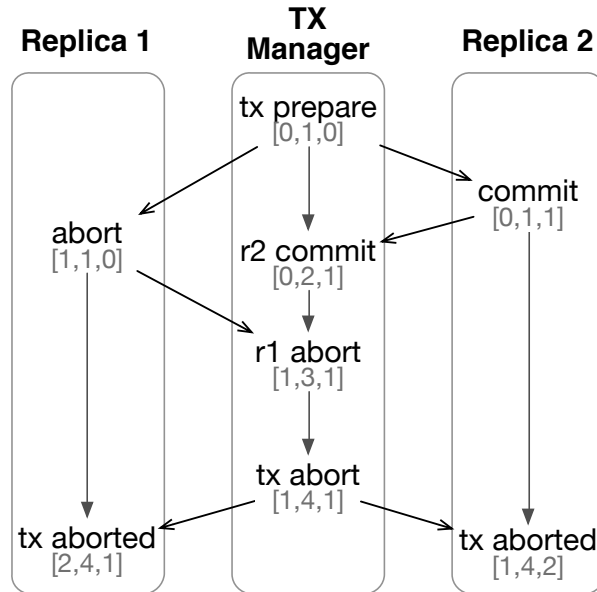 Replica 1
TX
Manager
Replica 2
tx prepare
[0,1,0]
commit
[0,1,1]
abort
[1,1,0]
r2 commit
[0,2,1]
r1 abort
[1,3,1]
tx abort
[1,4,1]
tx aborted
[2,4,1]
tx aborted
[1,4,2]